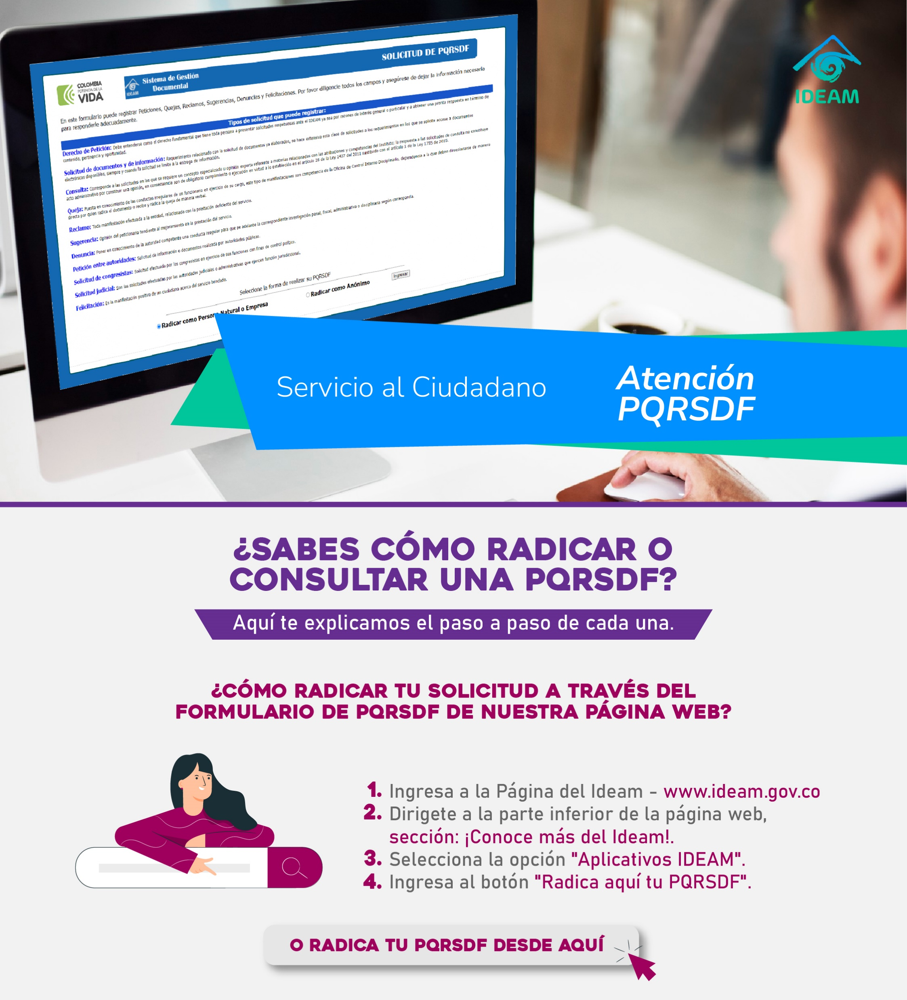 COLOMBIA
POTENCIA DE LA
VIDA
IDEAM
Sistema de Gestión
Documental
SOLICITUD DE PQRSDF
IDEAM
En este formulario puede registrar Peticiones, Quejas, Reclamos, Sugerencias, Denuncias y Felicitaciones. Por favor diligencie todos los campos y asegúrese de dejar la información necesaria
para responderle adecuadamente.
Tipos de solicitud que puede registrar:
Derecho de Petición: Debe entenderse como el derecho fundamental que tiene toda persona a presentar solicitudes respetuosas ante el IDEAM ya sea por razones de interés general o particular y a obtener una pronta respuesta en término de
contenido, pertinencia y oportunidad.
Solicitud de documentos y de información: Requerimiento relacionado con la solicitud de documentos ya elaborados, se hace extensiva esta clase de solicitudes a los requerimientos en los que se solicite acceso a documentos
electrónicos disponibles, siempre y cuando la solicitud se limite a la entrega de información.
Consulta: Corresponde a las solicitudes en las que se requiere un concepto especializado u opinión experta referente a materias relacionadas con las atribuciones y competencias del Instituto; la respuesta a las solicitudes de consulta no constituye
acto administrativo por constituir una opinión, en consecuencia son de obligatorio cumplimiento o ejecución en virtud a lo establecido en el artículo 28 de la Ley 1437 del 2011 sustituido con el artículo 1 de la Ley 1755 de 2015.
Queja: Puesta en conocimiento de las conductas irregulares de un funcionario en ejercicio de su cargo, este tipo de manifestaciones son competencia de la Oficina de Control Interno Disciplinario, dependencia a la que deben direccionarse de manera
directa por quien radica el documento o recibe y radica la queja de manera verbal.
Reclamo: Toda manifestación efectuada a la entidad, relacionada con la prestación deficiente del servicio.
Sugerencia: Opinión del peticionario tendiente al mejoramiento en la prestación del servicio.
Denuncia: Poner en conocimiento de la autoridad competente una conducta irregular para que se adelante la correspondiente investigación penal, fiscal, administrativa o disciplinaria según corresponda.
Petición entre autoridades: Solicitud de información o documentos realizada por autoridades públicas.
Solicitud de congresistas: Solicitud efectuada por los congresistas en ejercicio de sus funciones con fines de control político.
Solicitud judicial: Son las solicitudes efectuadas por las autoridades judiciales o administrativas que ejercen función jurisdiccional.
Felicitación: Es la manifestación positiva de un ciudadano acerca del servicio brindado.
Seleccione la forma de realizar su PQRSDF
Radicar como Persona Natural o Empresa
Radicar como Anónimo
Ingresar
Servicio al Ciudadano
Atención
PQRSDF
¿SABES CÓMO RADICAR O
CONSULTAR UNA PQRSDF?
Aquí te explicamos el paso a paso de cada una.
¿CÓMO RADICAR TU SOLICITUD A TRAVÉS DEL
FORMULARIO DE PQRSDF DE NUESTRA PÁGINA WEB?
1. Ingresa a la Página del Ideam - www.ideam.gov.co
2. Dirigete a la parte inferior de la página web,
sección: ¡Conoce más del Ideam!.
3. Selecciona la opción "Aplicativos IDEAM".
4. Ingresa al botón "Radica aquí tu PQRSDF".
O RADICA TU PQRSDF DESDE AQUÍ